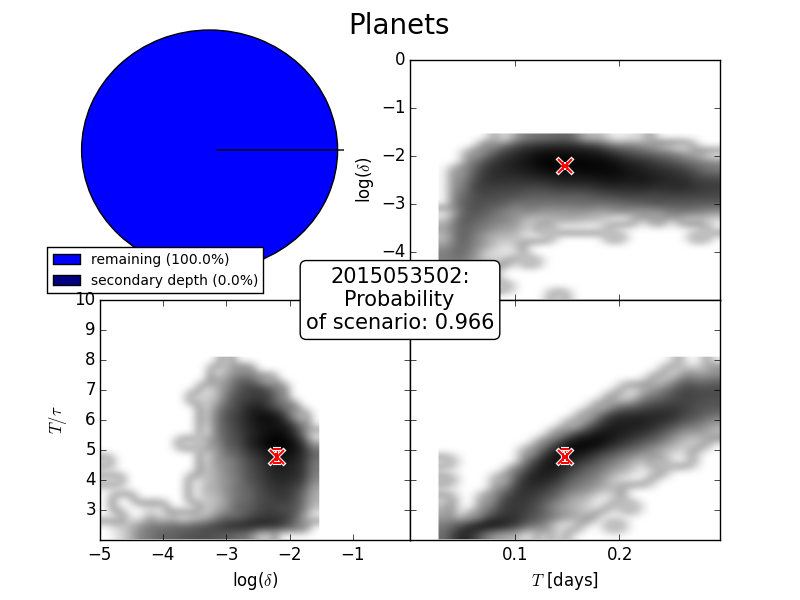 Planets
0
−1
−2
−3
−4
log(δ)
remaining (100.0%)
secondary depth (0.0%)
2015053502:
Probability
of scenario: 0.966
10
9
8
7
6
5
4
3
T/τ
−5
−4
−3
−2
−1
log(δ)
0.1
0.2
T [days]